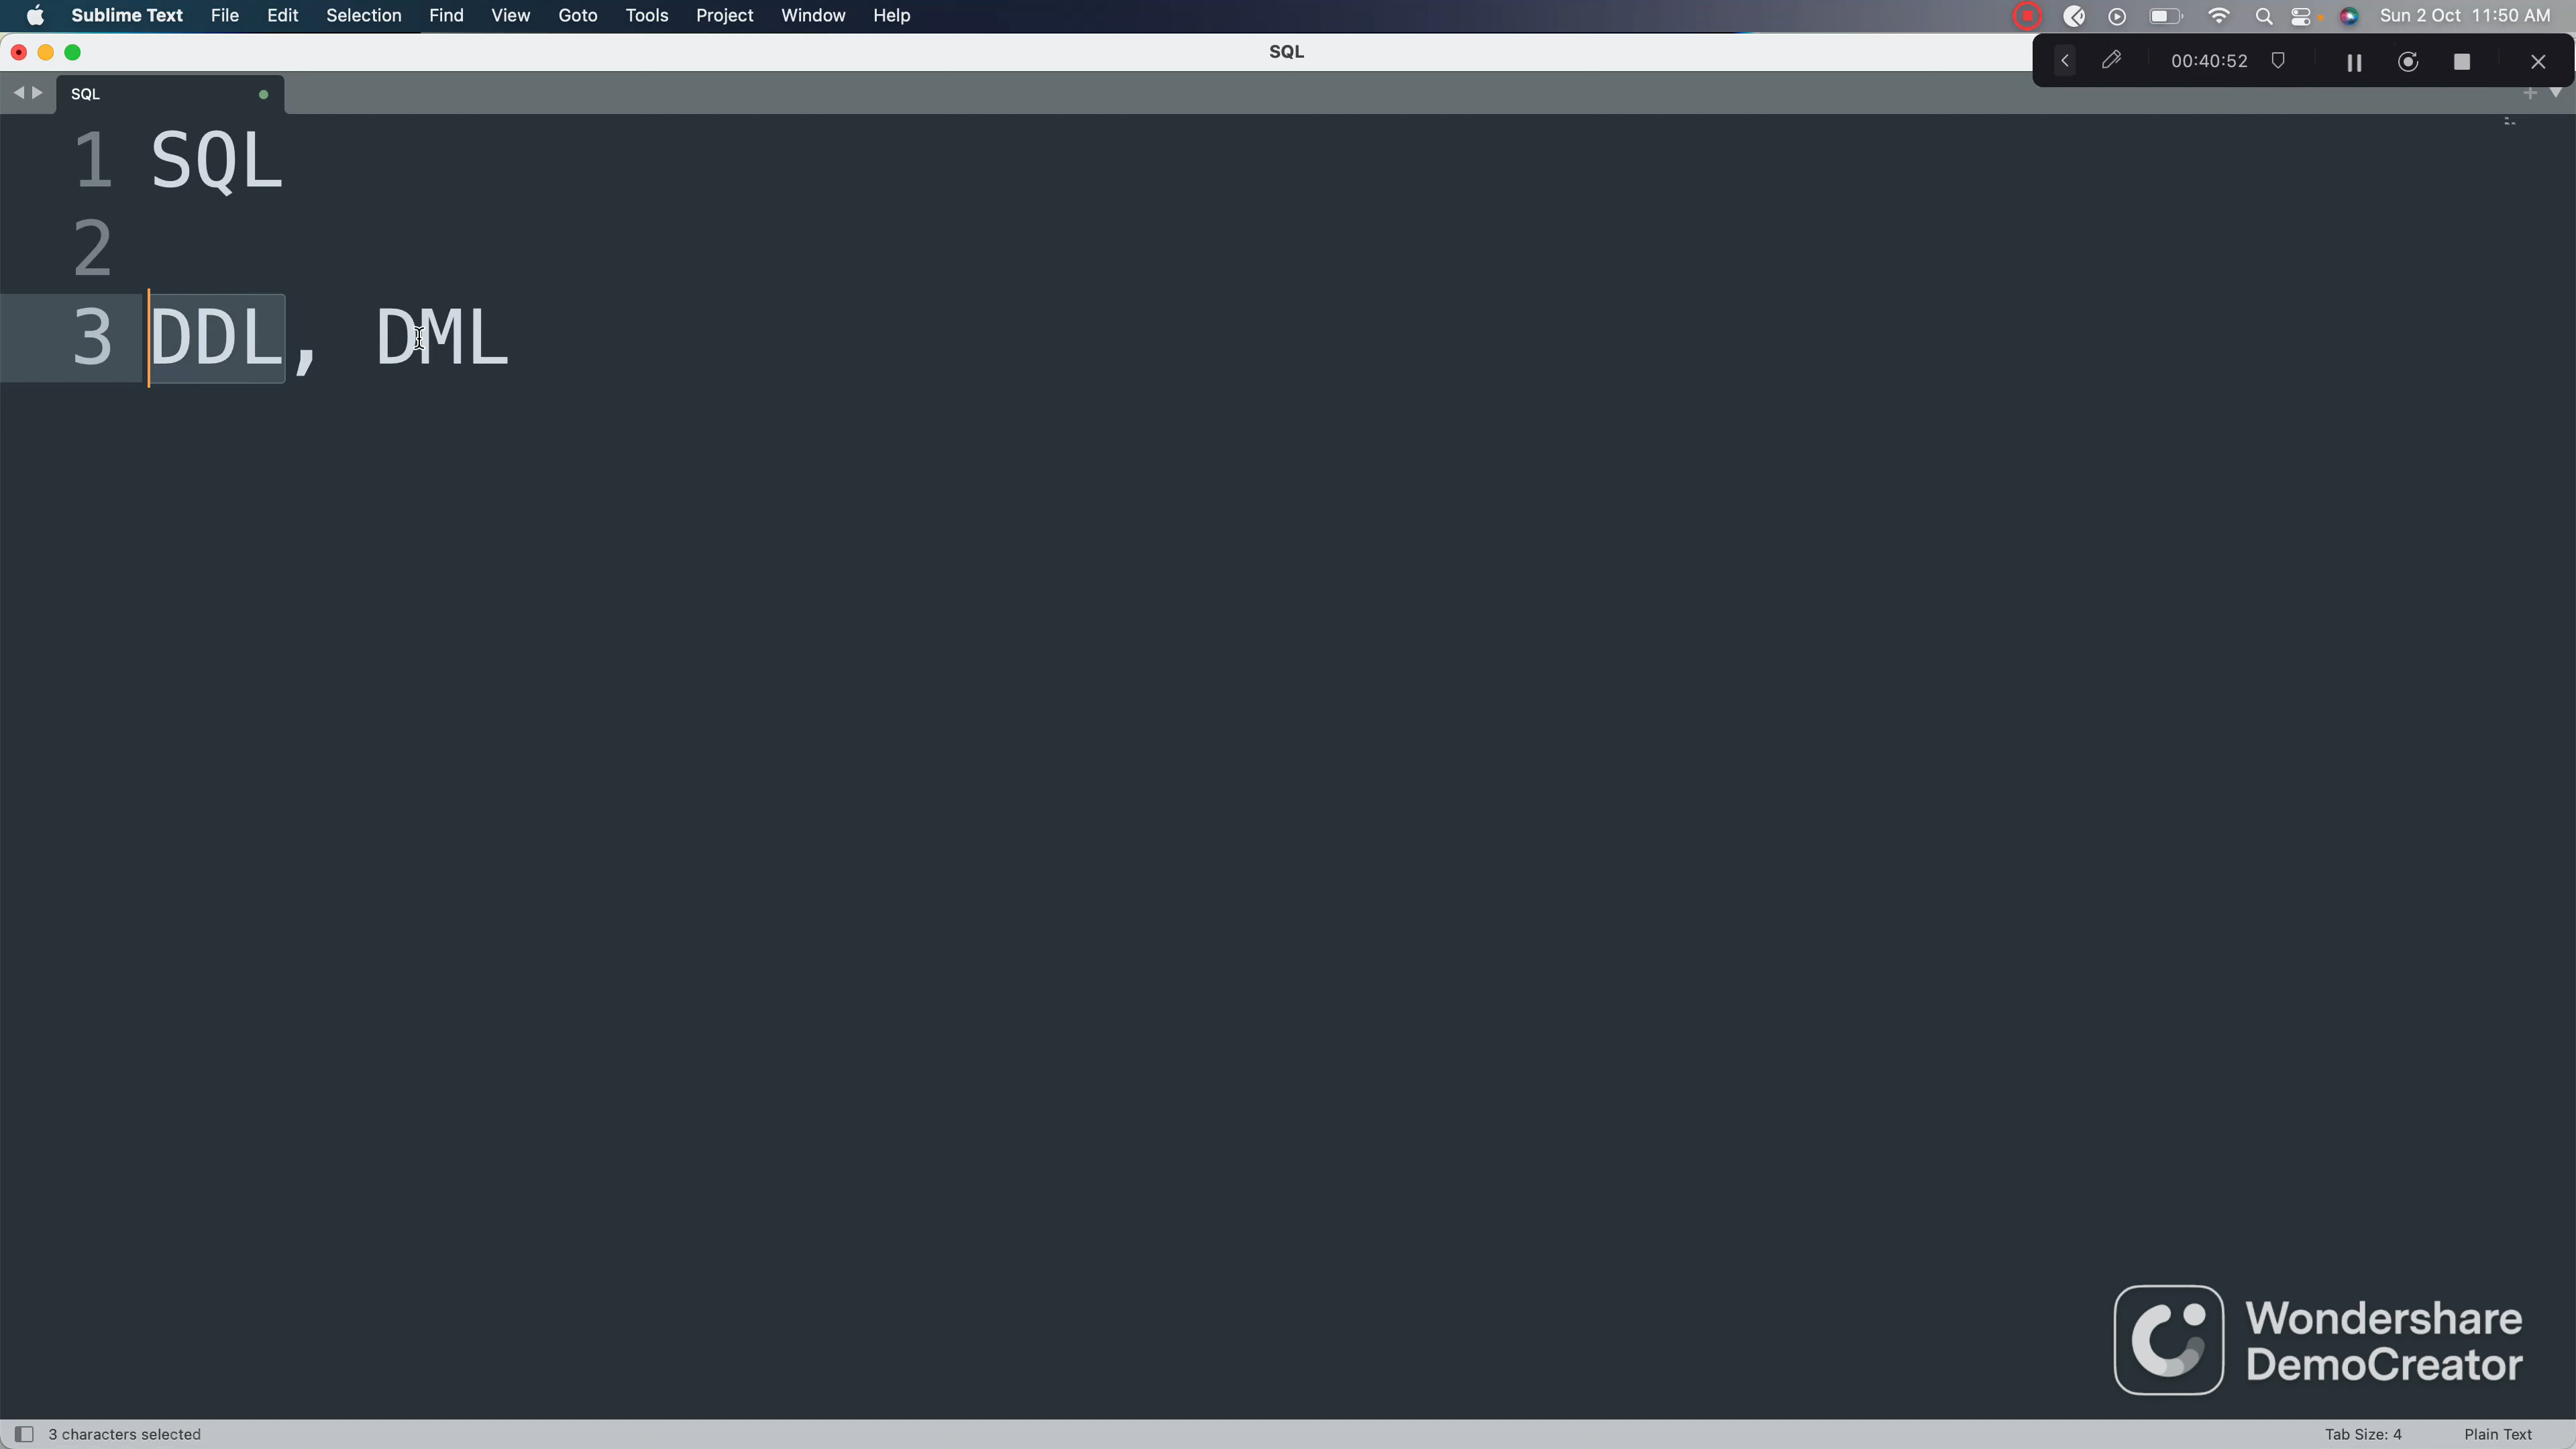 Sublime Text File Edit Selection Find View Goto Tools Project Window Help Sun 2 Oct 11:50 AM
SQL
00:40:52
SQL
1 SQL
2
3 DDL, DML
Wondershare
DemoCreator
3 characters selected Tab Size: 4 Plain Text